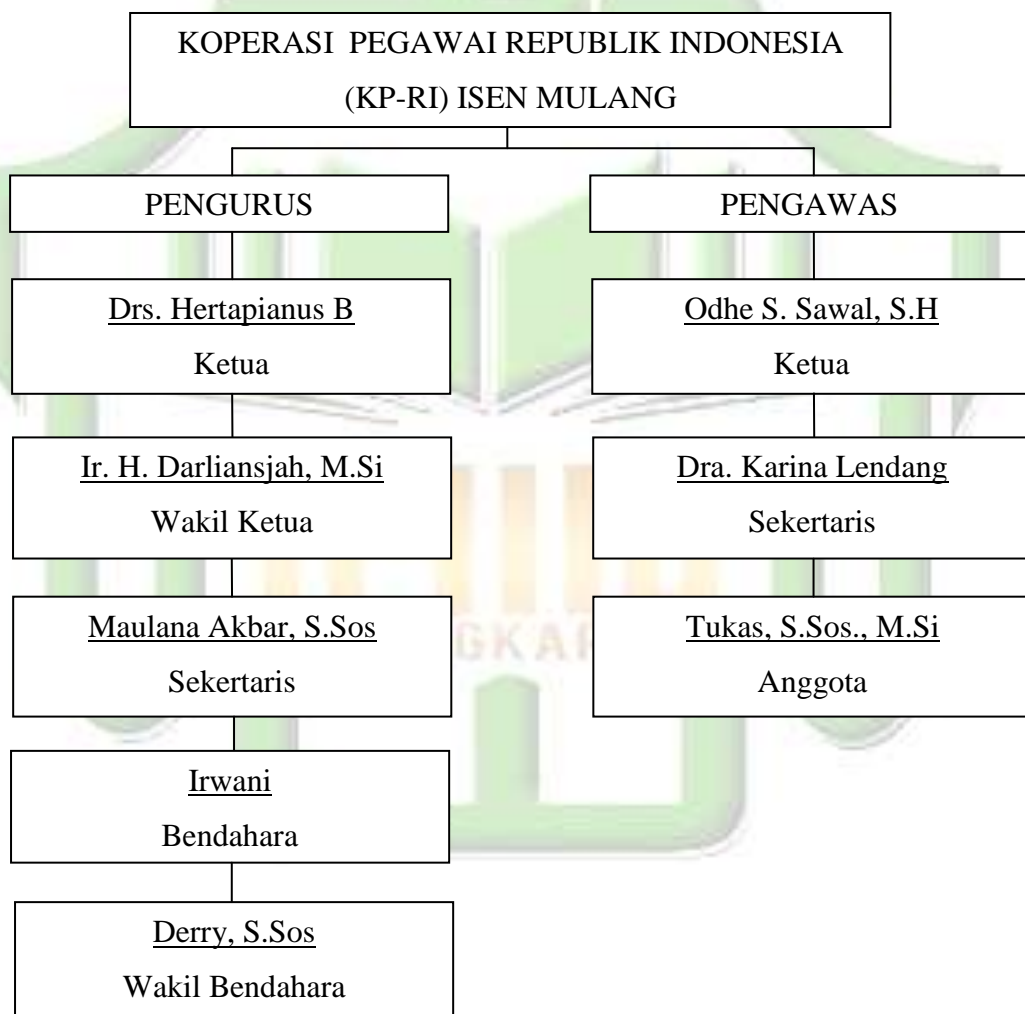 KOPERASI PEGAWAI REPUBLIK INDONESIA
(KP-RI) ISEN MULANG
PENGURUS
Drs. Hertapianus B
Ketua
Ir. H. Darliansjah, M.Si
Wakil Ketua
Maulana Akbar, S.Sos
Sekertaris
Irwani
Bendahara
Derry, S.Sos
Wakil Bendahara
PENGAWAS
Odhe S. Sawal, S.H
Ketua
Dra. Karina Lendang
Sekertaris
Tukas, S.Sos., M.Si
Anggota